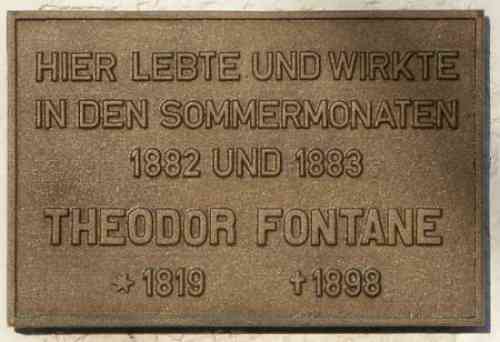 HIER LEBTE UND WIRKTE
IN DEN SOMMERMONATEN
1882 UND 1883
THEODOR FONTANE
* 1819 † 1898